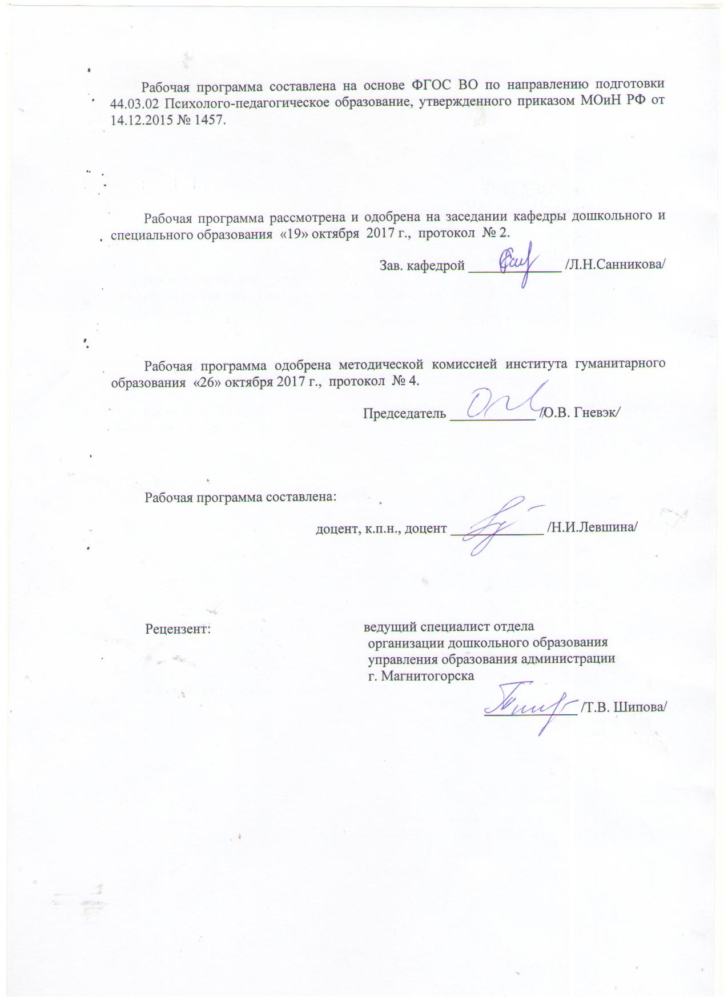 Рабочая программа составлена на основе ФГОС ВО по направлению подготовки
44.03.02 Психолого-педагогическое образование, утвержденного приказом МОиН РФ от
14.12.2015 № 1457.
Рабочая программа рассмотрена и одобрена на заседании кафедры дошкольного и
специального образования «19» октября 2017 г., протокол № 2.
Зав. кафедрой _____________ /Л.Н.Санникова/
Рабочая программа одобрена методической комиссией института гуманитарного
образования «26» октября 2017 г., протокол № 4.
Председатель ____________ /О.В. Гневэк/
Рабочая программа составлена:
доцент, к.п.н., доцент _____________ /Н.И.Левшина/
Рецензент: ведущий специалист отдела
организации дошкольного образования
управления образования администрации
г. Магнитогорска
_____________ /Т.В. Шипова/